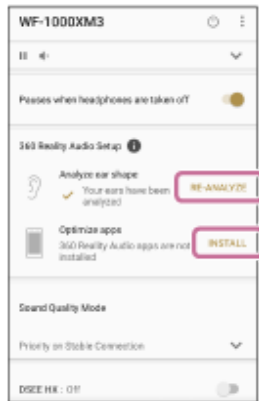 WF-1000XM3
Pauses when headphones are taken off
360 Reality Audio Setup
Analyze ear shape
Your ears have been
analyzed
RE-ANALYZE
Optimize apps
360 Reality Audio apps are not
installed
INSTALL
Sound Quality Mode
Priority on Stable Connection
DSEE HX : Off